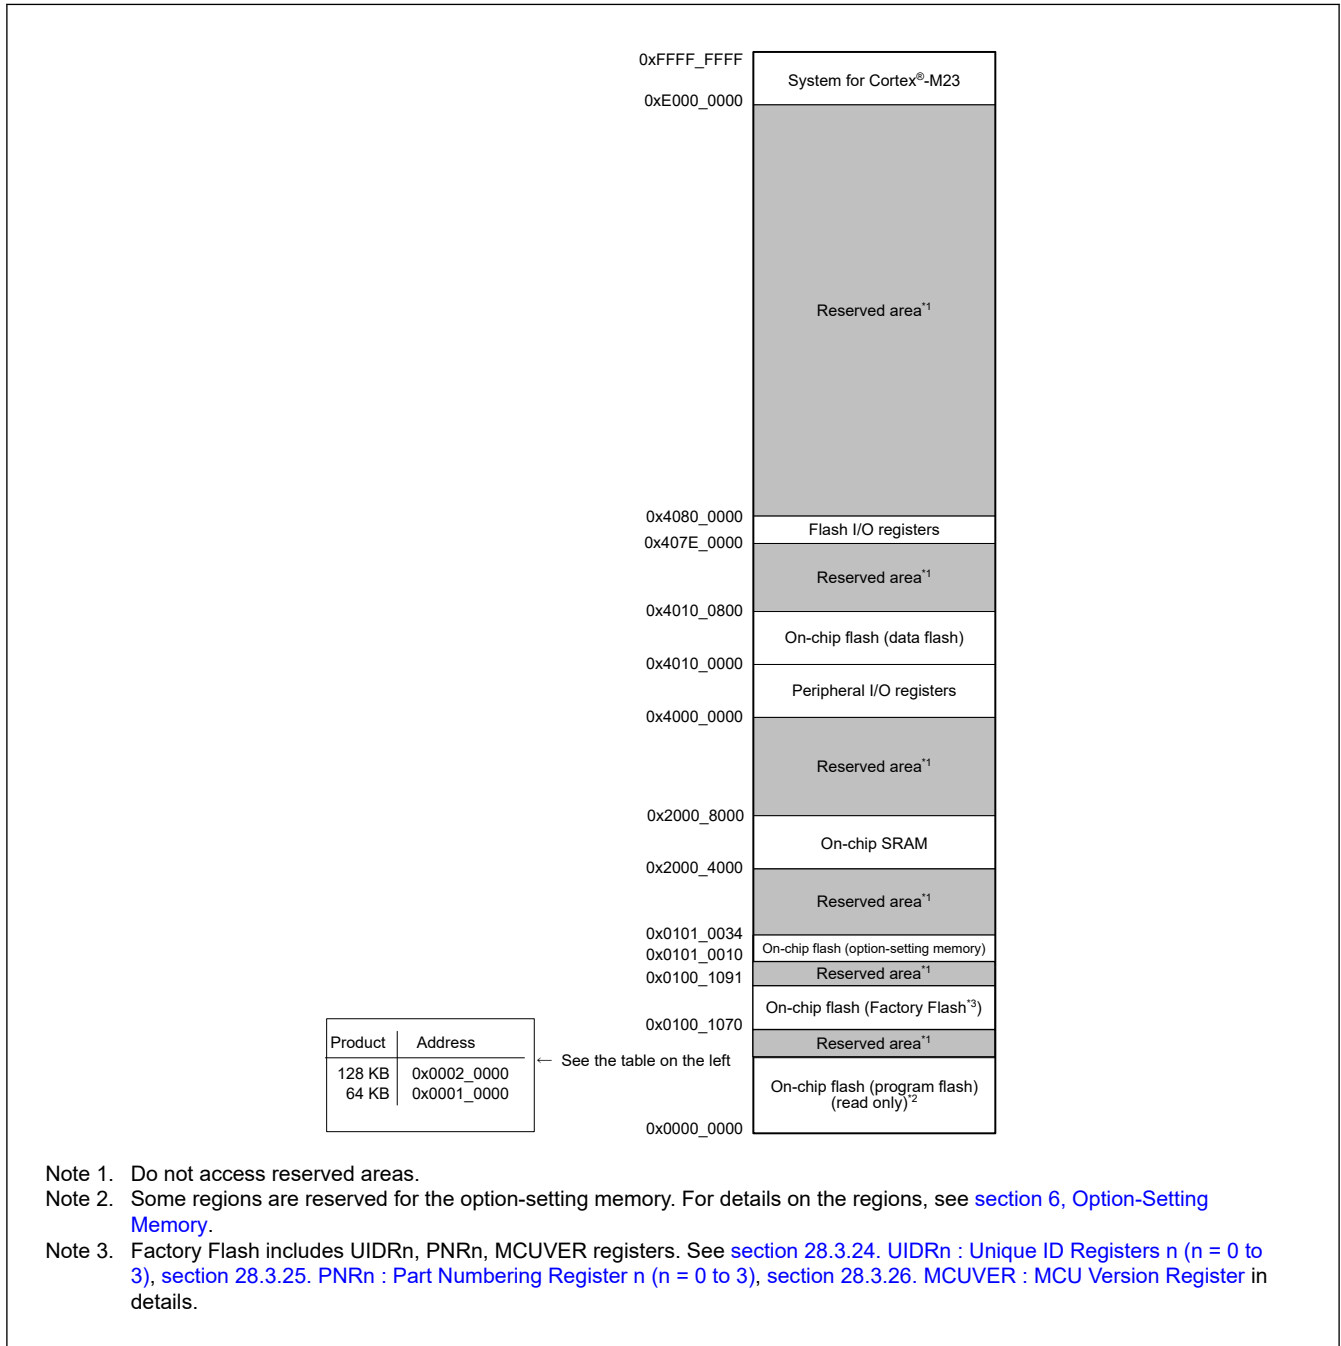 0xFFFF_FFFF
System for Cortex®-M23
0xE000_0000
Reserved area*1
0x4080_0000
Flash I/O registers
0x407E_0000
Reserved area*1
0x4010_0800
On-chip flash (data flash)
0x4010_0000
Peripheral I/O registers
0x4000_0000
Reserved area*1
0x2000_8000
On-chip SRAM
0x2000_4000
Reserved area*1
0x0101_0034
On-chip flash (option-setting memory)
0x0101_0010
Reserved area*1
0x0100_1091
On-chip flash (Factory Flash*3)
0x0100_1070
Reserved area*1
Product Address
128 KB 0x0002_0000
64 KB 0x0001_0000
← See the table on the left
On-chip flash (program flash)
(read only)*2
0x0000_0000
Note 1. Do not access reserved areas.
Note 2. Some regions are reserved for the option-setting memory. For details on the regions, see section 6, Option-Setting
Memory.
Note 3. Factory Flash includes UIDRn, PNRn, MCUVER registers. See section 28.3.24. UIDRn : Unique ID Registers n (n = 0 to
3), section 28.3.25. PNRn : Part Numbering Register n (n = 0 to 3), section 28.3.26. MCUVER : MCU Version Register in
details.